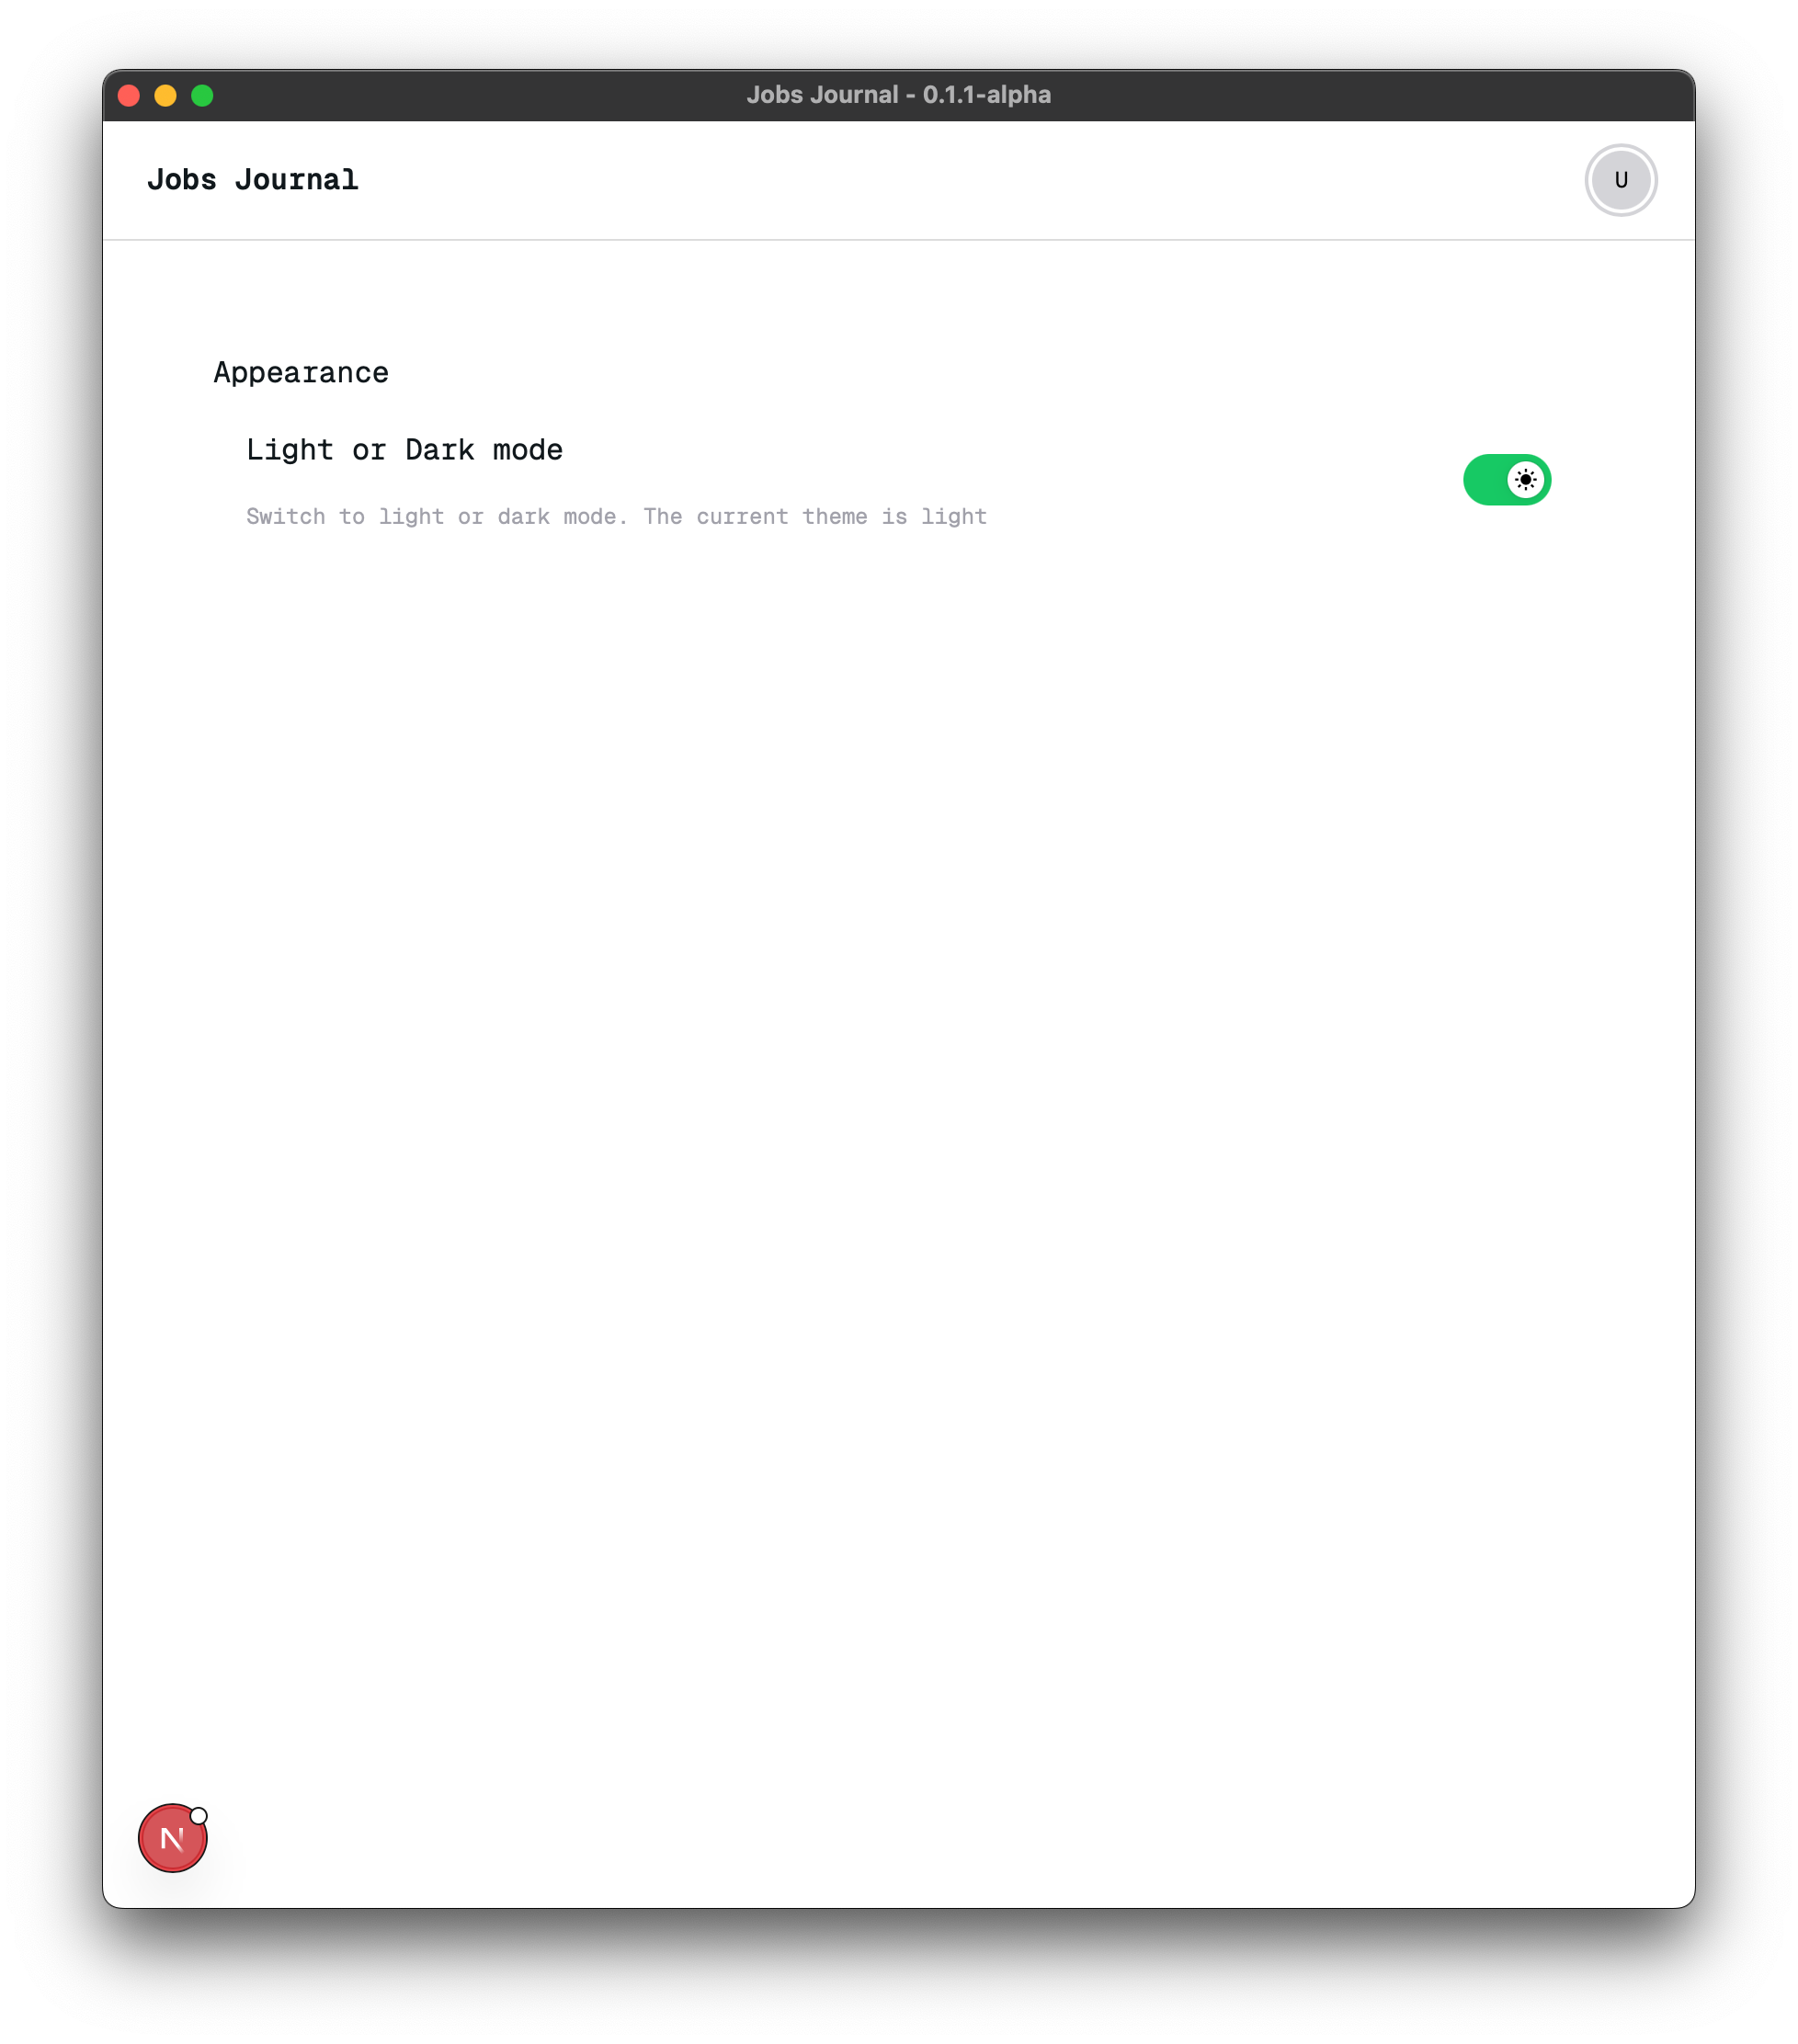 Jobs Journal - 0.1.1-alpha
Jobs Journal
U
Appearance
Light or Dark mode
Switch to light or dark mode. The current theme is light
N